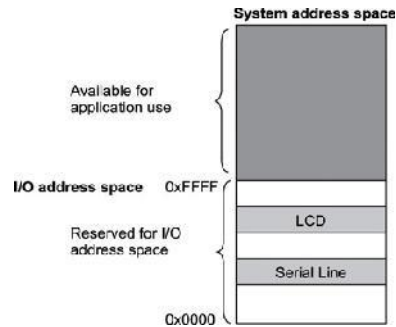 System address space
Available for
application use
I/O address space 0xFFFF
LCD
Reserved for I/O
address space
Serial Line
0x0000